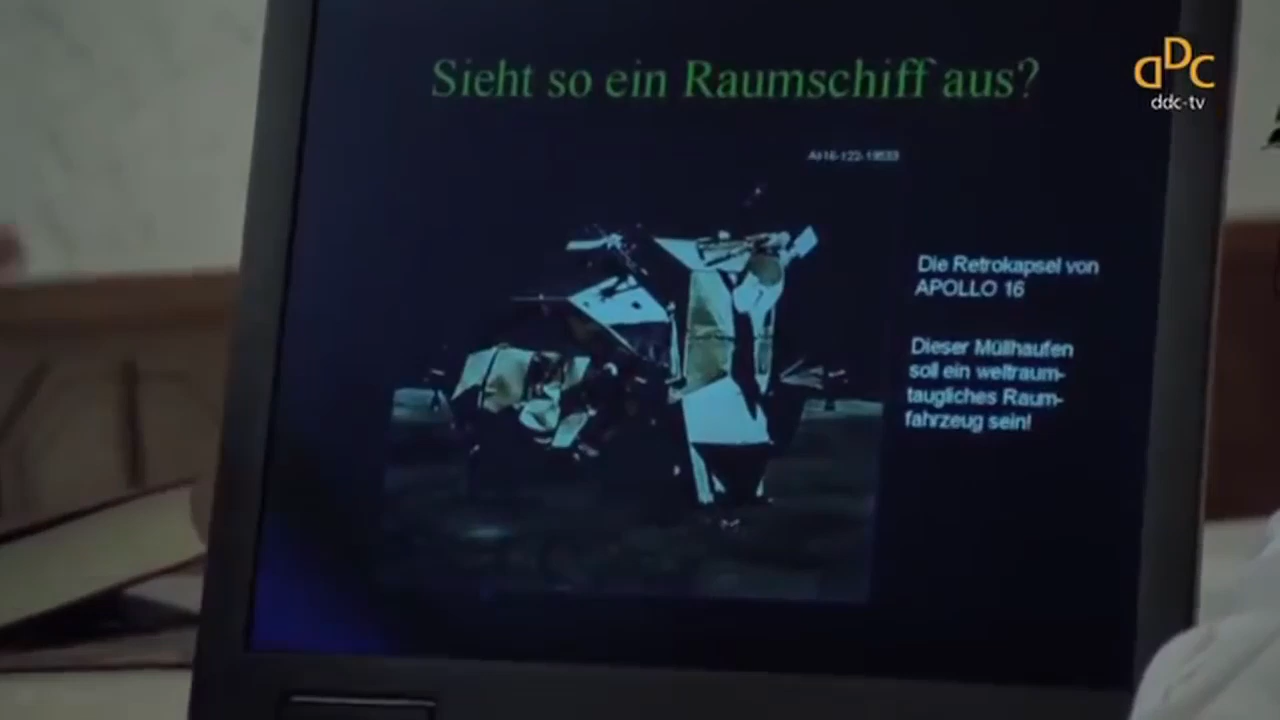 Sieht so ein Raumschiff aus?
DDC
ddc-tv
Die Retrokapsel von
APOLLO 16
Dieser Müllhaufen
soll ein weltraum-
taugliches Raum-
fahrzeug sein!